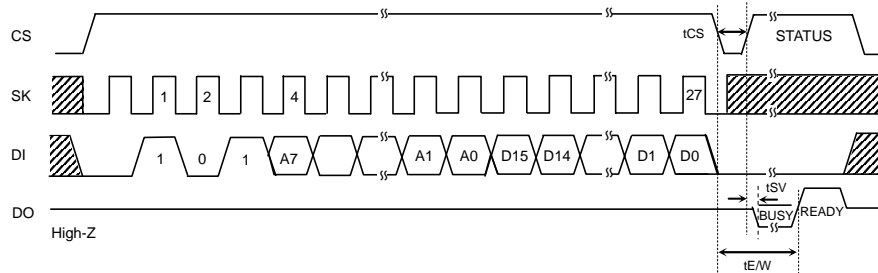 CS tCS STATUS
SK 1 2 4 27
DI 1 0 1 A7 A1 A0 D15 D14 D1 D0
tSV
DO BUSY READY
High-Z
tE/W